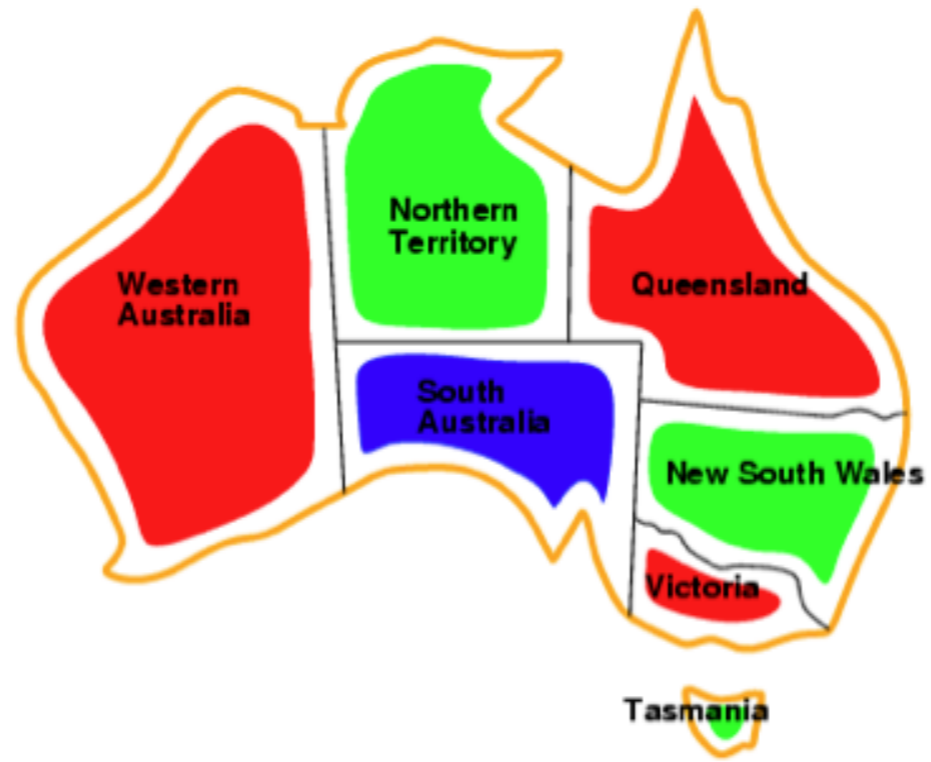 Northern
Territory
Western
Australia
Queensland
South
Australia
New South Wales
Victoria
Tasmania